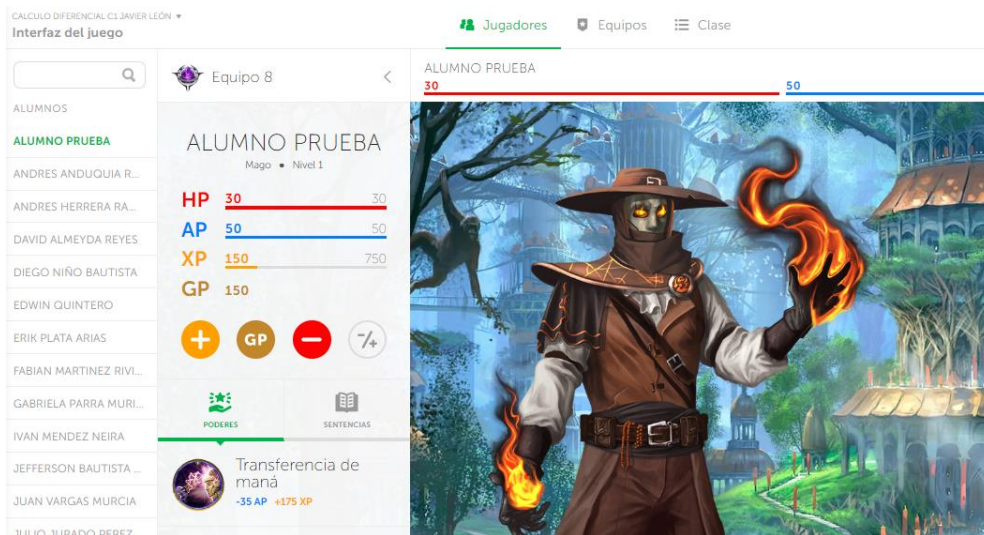 CALCULO DIFERENCIAL C1 JAVIER LEÓN
Interfaz del juego
Jugadores
Equipos
Clase
ALUMNOS
ALUMNO PRUEBA
ANDRES ANDUQUIA R...
ANDRES HERRERA RA...
DAVID ALMEYDA REYES
DIEGO NIÑO BAUTISTA
EDWIN QUINTERO
ERIK PLATA ARIAS
FABIAN MARTINEZ RIVI...
GABRIELA PARRA MURI...
IVAN MENDEZ NEIRA
JEFFERSON BAUTISTA ...
JUAN VARGAS MURCIA
JULIO JURADO PEREZ
Equipo 8
ALUMNO PRUEBA
Mago • Nivel 1
HP 30 30
AP 50 50
XP 150 750
GP 150
GP
PODERES
SENTENCIAS
Transferencia de
maná
-35 AP +175 XP
ALUMNO PRUEBA
30
50